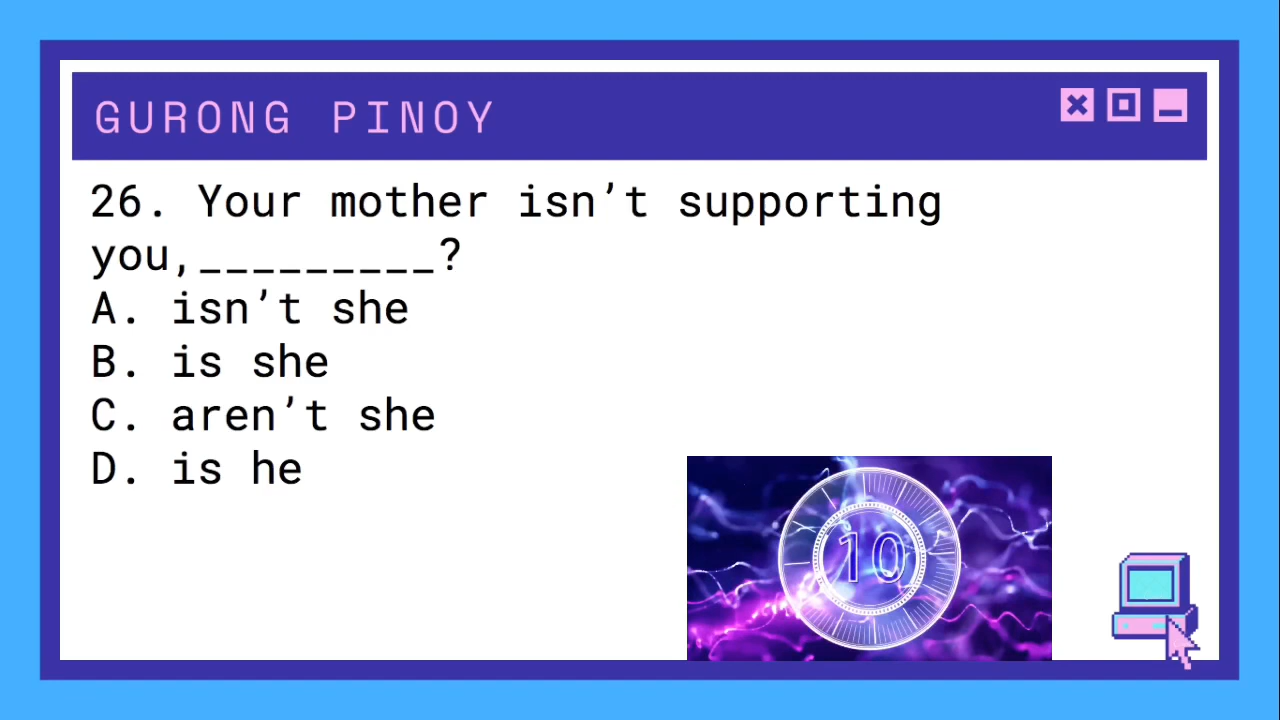 GURONG PINOY
26. Your mother isn’t supporting
you,_________?
A. isn’t she
B. is she
C. aren’t she
D. is he
10